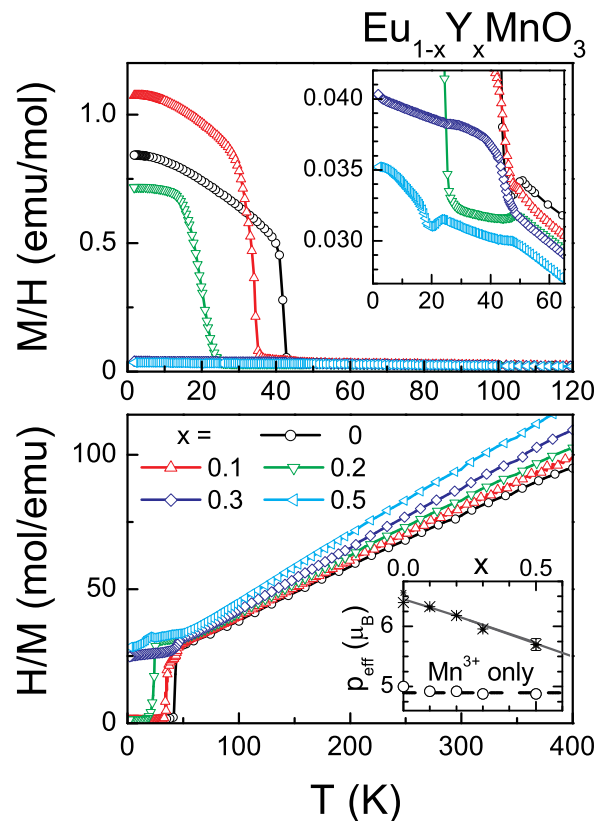 Eu1-xYxMnO3
M/H (emu/mol)
1.0
0.5
0.0
0 20 40 60 80 100 120
0.040
0.035
0.030
0 20 40 60
H/M (mol/emu)
100
50
0
x = 0
0.1 0.2
0.3 0.5
x
0.0 0.5
peff (μB)
6
5
Mn3+ only
0 100 200 300 400
T (K)